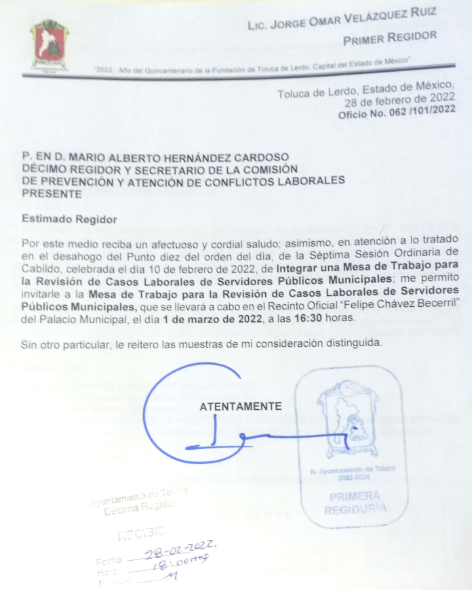 LIC. JORGE OMAR VELÁZQUEZ RUIZ
PRIMER REGIDOR
"2022. Año del Quincentenario de la Fundación de Toluca de Lerdo, Capital del Estado de México"
Toluca de Lerdo, Estado de México,
28 de febrero de 2022
Oficio No. 062 /101/2022
P. EN D. MARIO ALBERTO HERNÁNDEZ CARDOSO
DÉCIMO REGIDOR Y SECRETARIO DE LA COMISIÓN
DE PREVENCIÓN Y ATENCIÓN DE CONFLICTOS LABORALES
PRESENTE
Estimado Regidor
Por este medio reciba un afectuoso y cordial saludo; asimismo, en atención a lo tratado
en el desahogo del Punto diez del orden del día, de la Séptima Sesión Ordinaria de
Cabildo, celebrada el día 10 de febrero de 2022, de Integrar una Mesa de Trabajo para
la Revisión de Casos Laborales de Servidores Públicos Municipales; me permito
invitarle a la Mesa de Trabajo para la Revisión de Casos Laborales de Servidores
Públicos Municipales, que se llevará a cabo en el Recinto Oficial "Felipe Chávez Becerril"
del Palacio Municipal, el día 1 de marzo de 2022, a las 16:30 horas.
Sin otro particular, le reitero las muestras de mi consideración distinguida.
ATENTAMENTE
H. Ayuntamiento de Toluca
2022-2024
PRIMERA
REGIDURÍA
Ayuntamiento de Toluca
Décima Regidur
RECIBID
Fecha 28-02-2022.
Hora 18:00